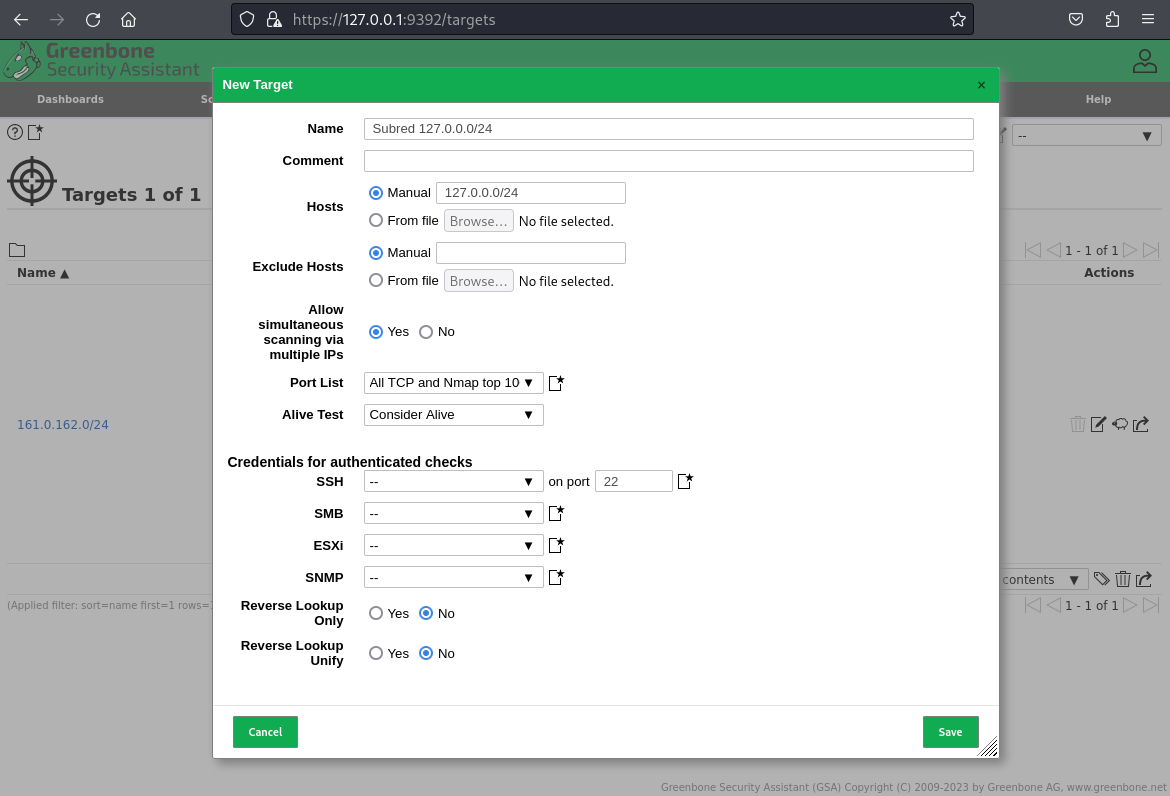 https://127.0.0.1:9392/targets
Greenbone
Security Assistant
Dashboards
Sc
Help
New Target
×
--
▼
Targets 1 of 1
Name
Subred 127.0.0.0/24
Comment
Hosts
Manual
127.0.0.0/24
From file
Browse...
No file selected.
Exclude Hosts
Manual
From file
Browse...
No file selected.
Allow
simultaneous
scanning via
multiple IPs
Yes
No
Port List
All TCP and Nmap top 10 ▼
Alive Test
Consider Alive ▼
Credentials for authenticated checks
SSH
-- ▼
on port
22
SMB
-- ▼
ESXi
-- ▼
SNMP
-- ▼
Reverse Lookup
Only
Yes
No
Reverse Lookup
Unify
Yes
No
Cancel
Save
1 - 1 of 1
Name ▲
Actions
161.0.162.0/24
contents ▼
(Applied filter: sort=name first=1 rows=
1 - 1 of 1
Greenbone Security Assistant (GSA) Copyright (C) 2009-2023 by Greenbone AG, www.greenbone.net